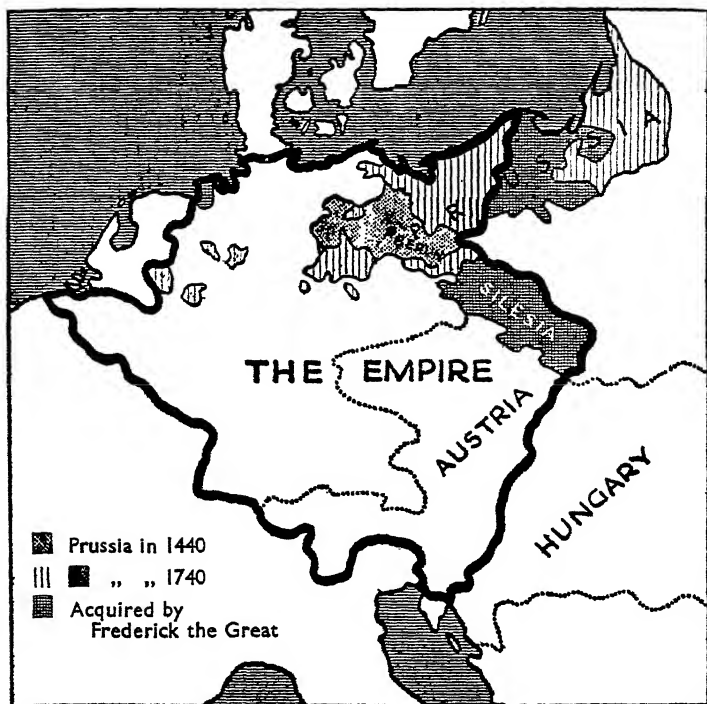 SILESIA
THE EMPIRE
AUSTRIA
HUNGARY
Prussia in 1440
„ „ 1740
Acquired by
Frederick the Great